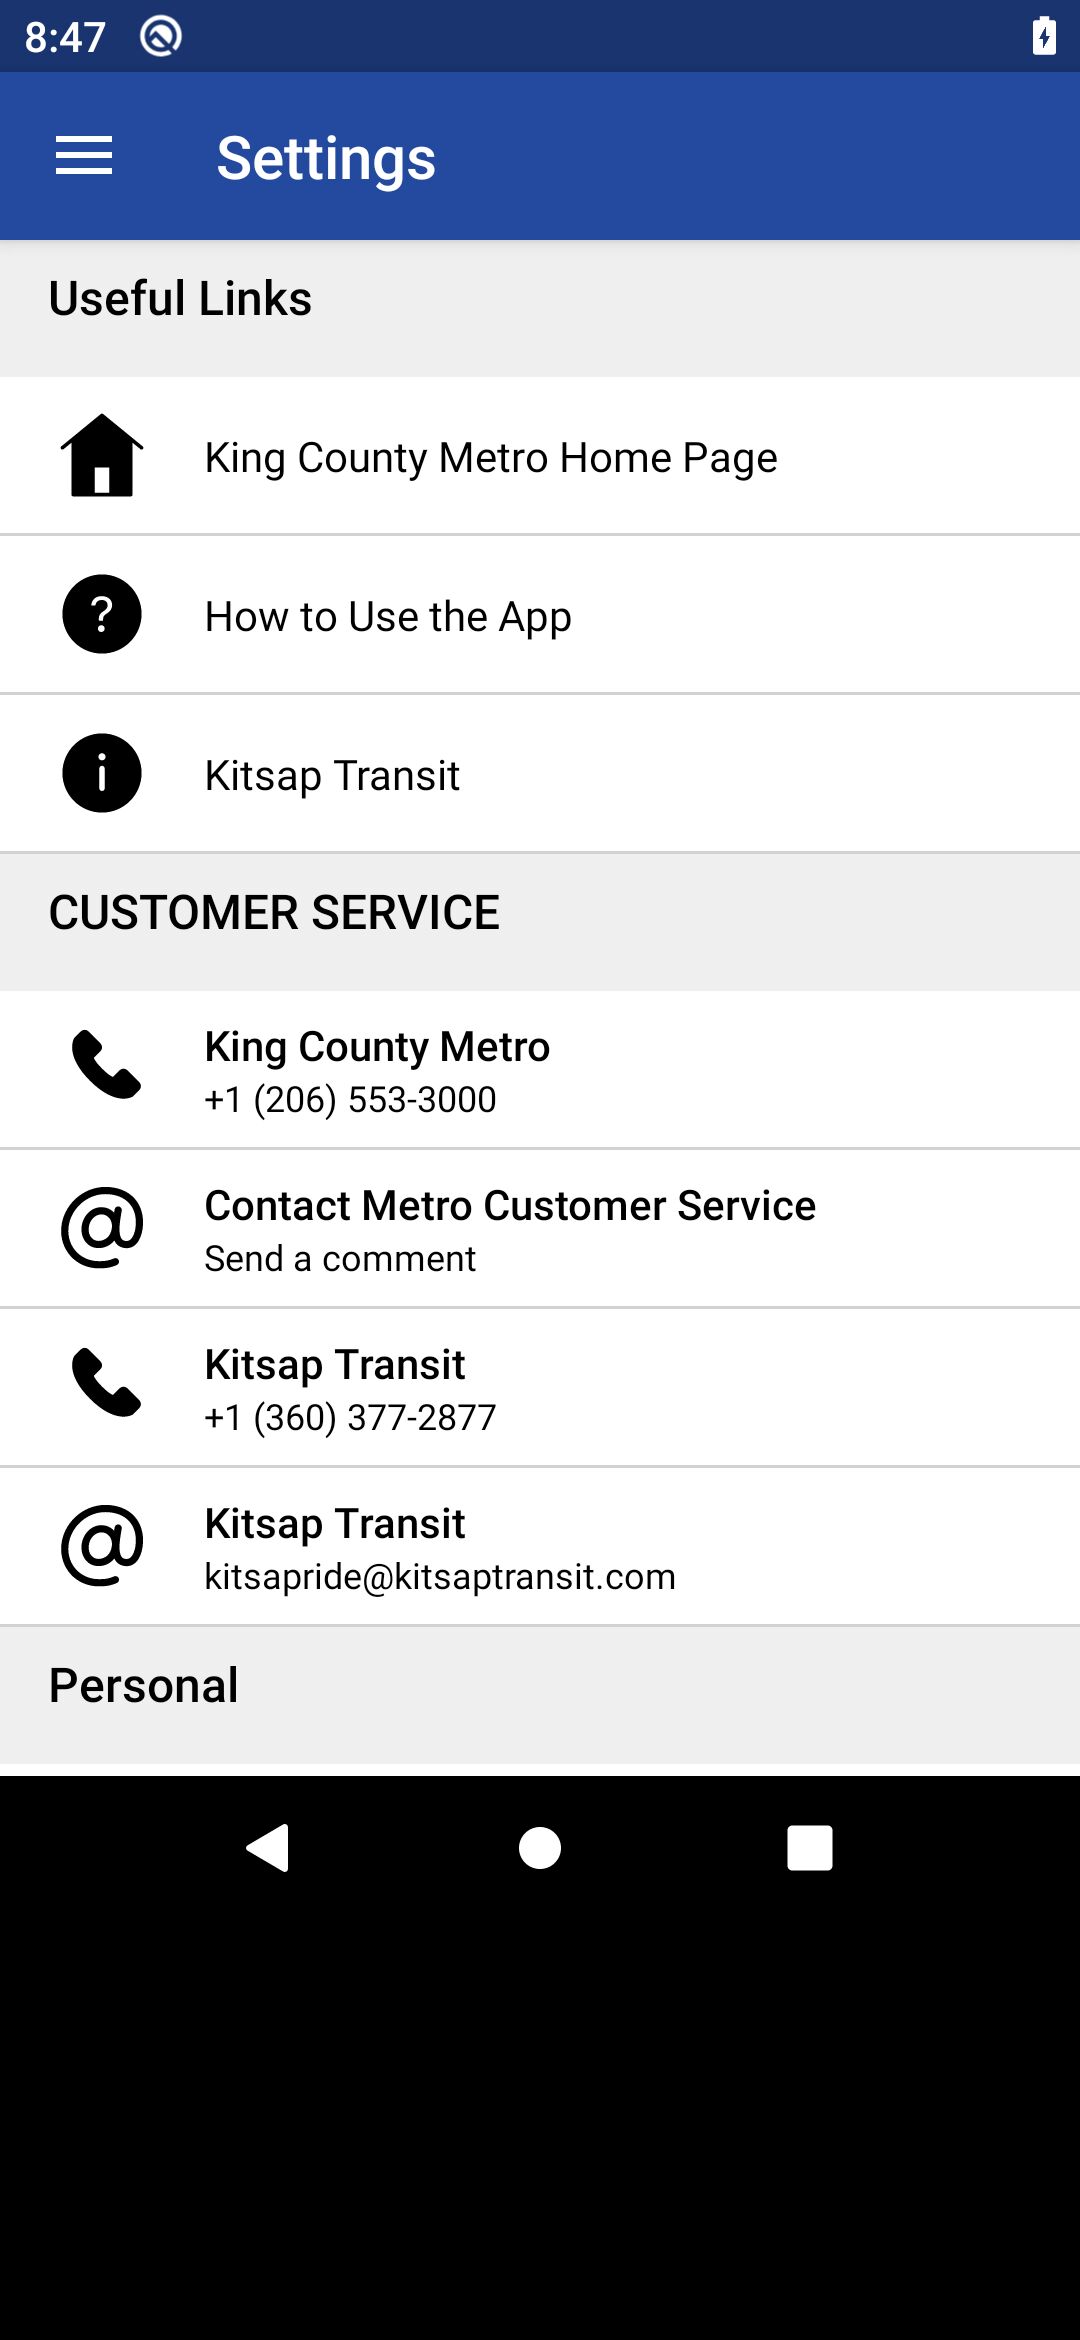 8:47
Settings
Useful Links
King County Metro Home Page
?
How to Use the App
i
Kitsap Transit
CUSTOMER SERVICE
King County Metro
+1 (206) 553-3000
@
Contact Metro Customer Service
Send a comment
Kitsap Transit
+1 (360) 377-2877
@
Kitsap Transit
kitsapride@kitsaptransit.com
Personal